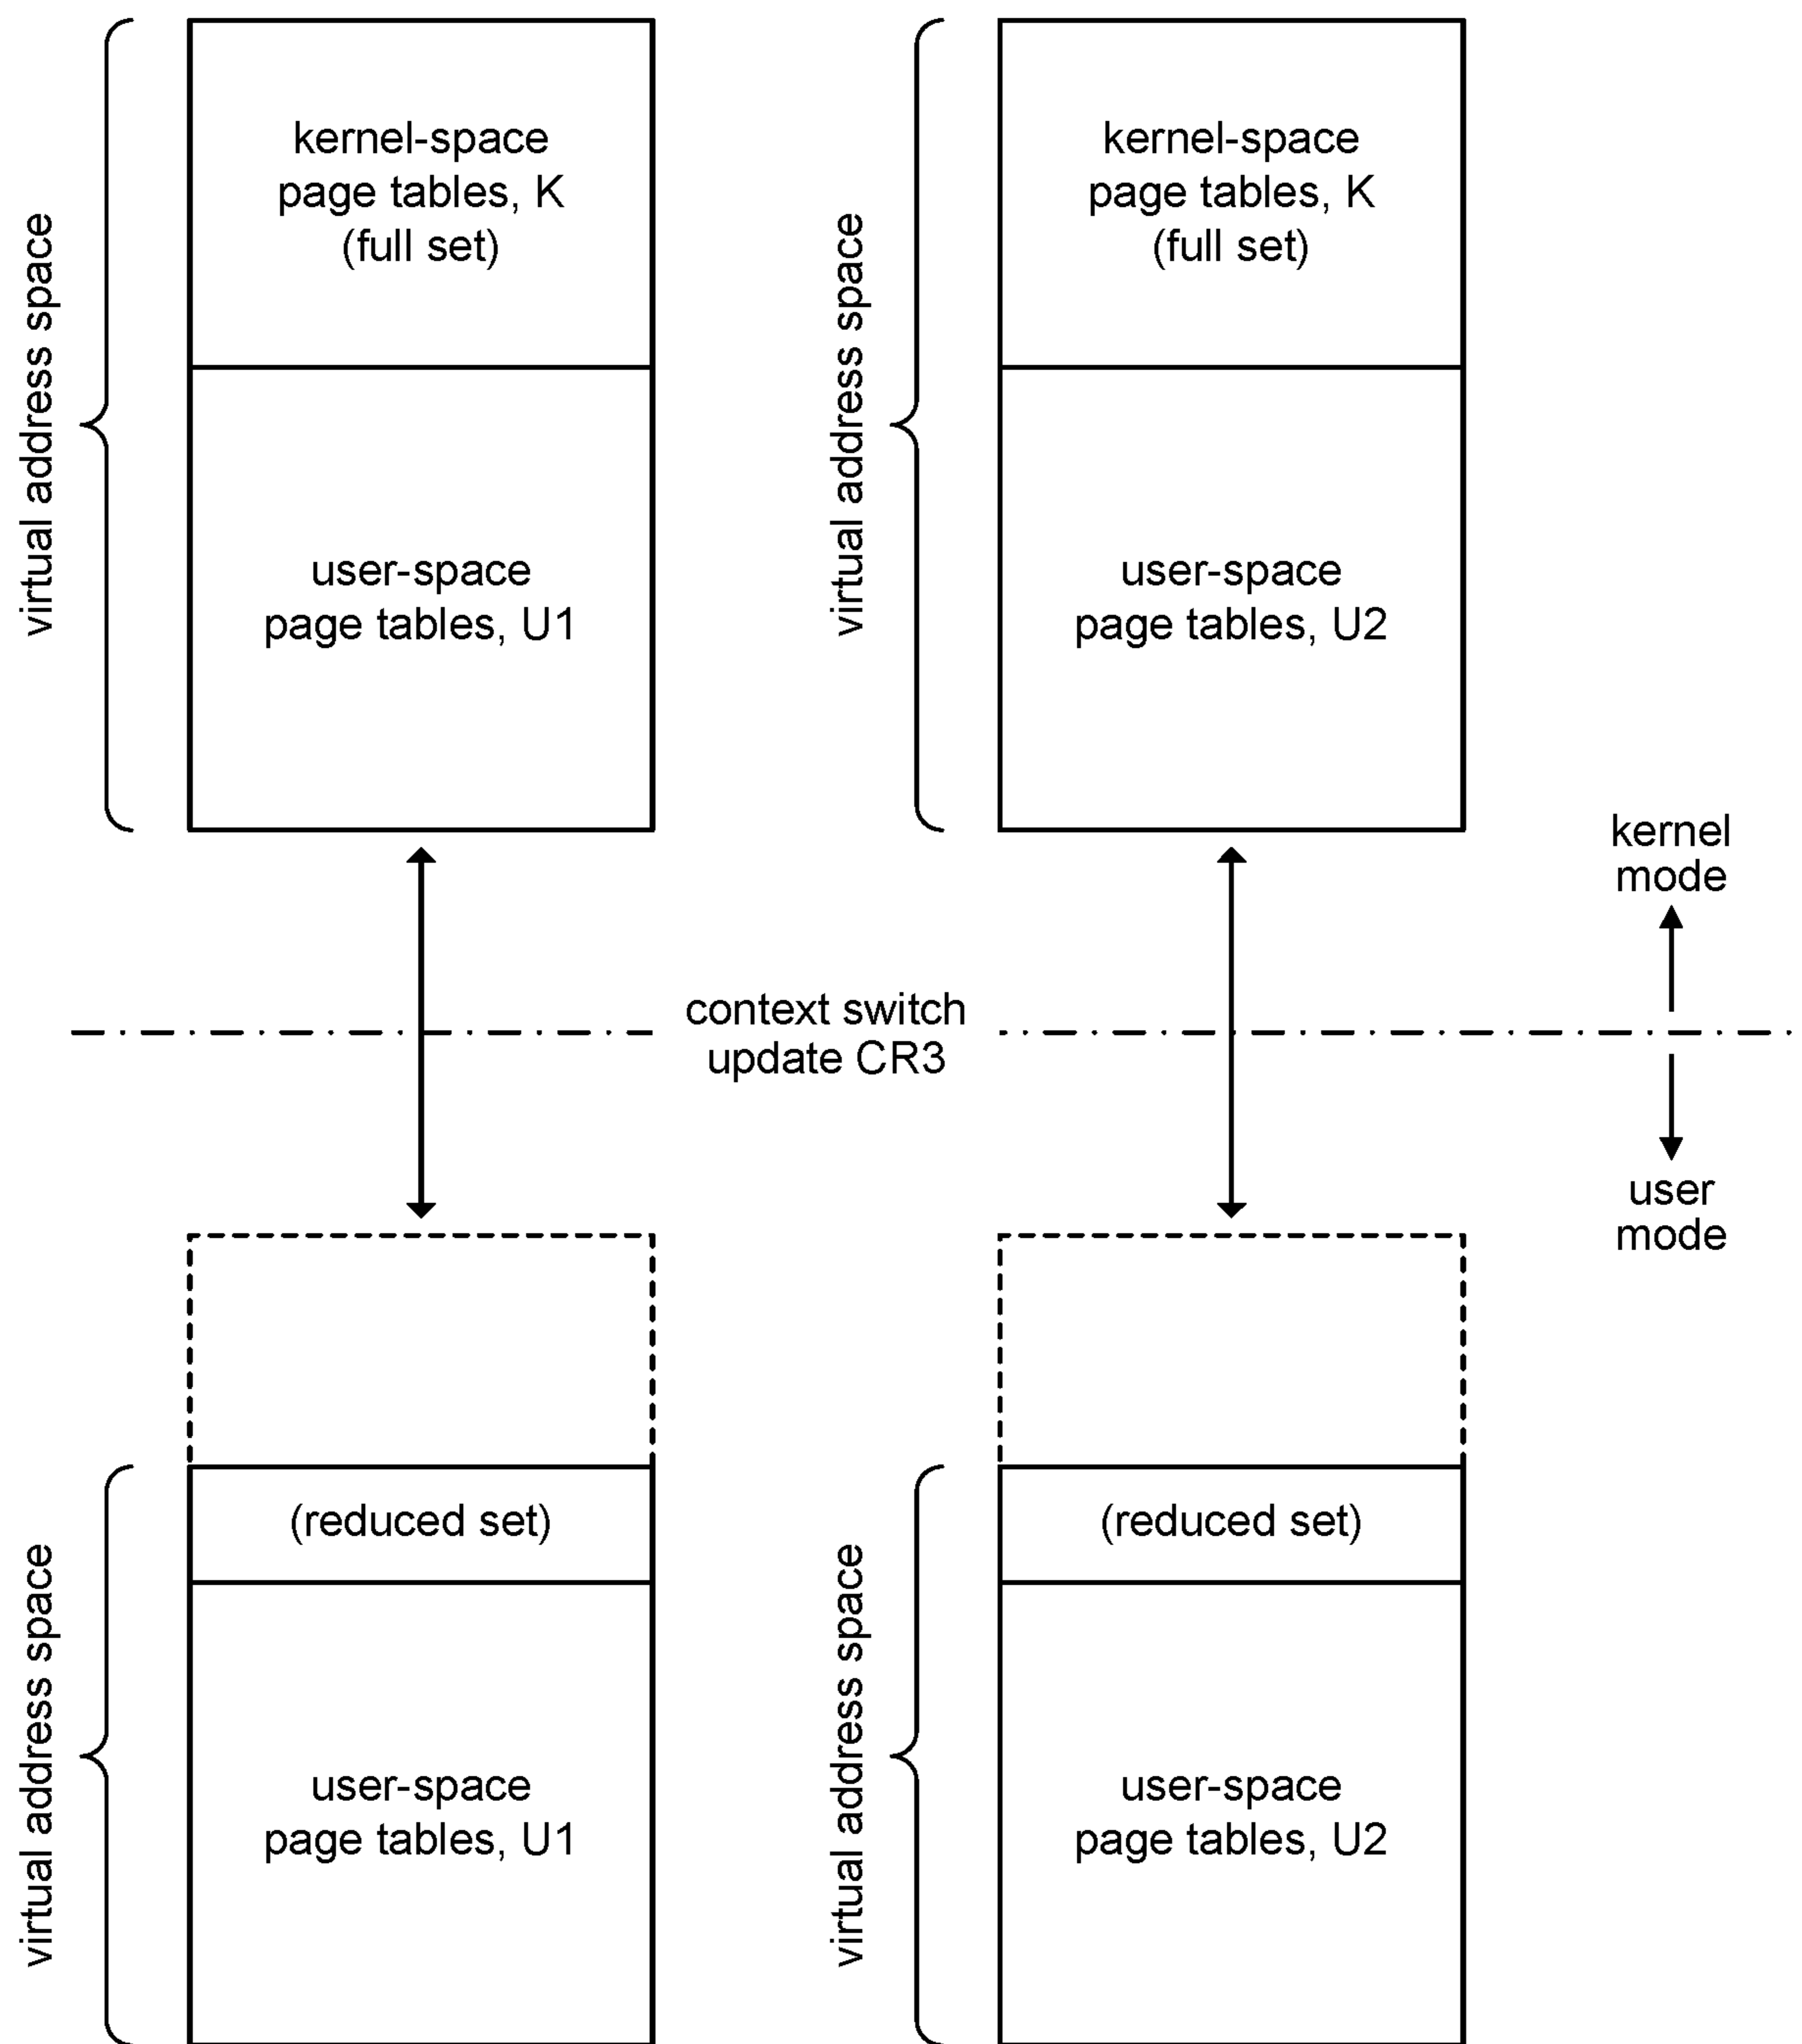 virtual address space
kernel-space
page tables, K
(full set)
user-space
page tables, U1
virtual address space
kernel-space
page tables, K
(full set)
user-space
page tables, U2
kernel
mode
context switch
update CR3
user
mode
virtual address space
(reduced set)
user-space
page tables, U1
virtual address space
(reduced set)
user-space
page tables, U2